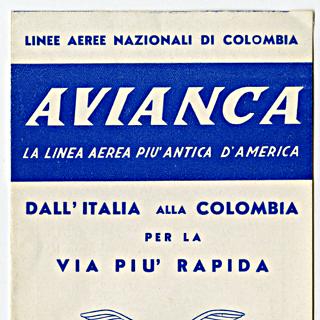 LINEE AEREE NAZIONALI DI COLOMBIA
AVIANCA
LA LINEA AEREA PIU' ANTICA D'AMERICA
DALL'ITALIA ALLA COLOMBIA
PER LA
VIA PIU' RAPIDA